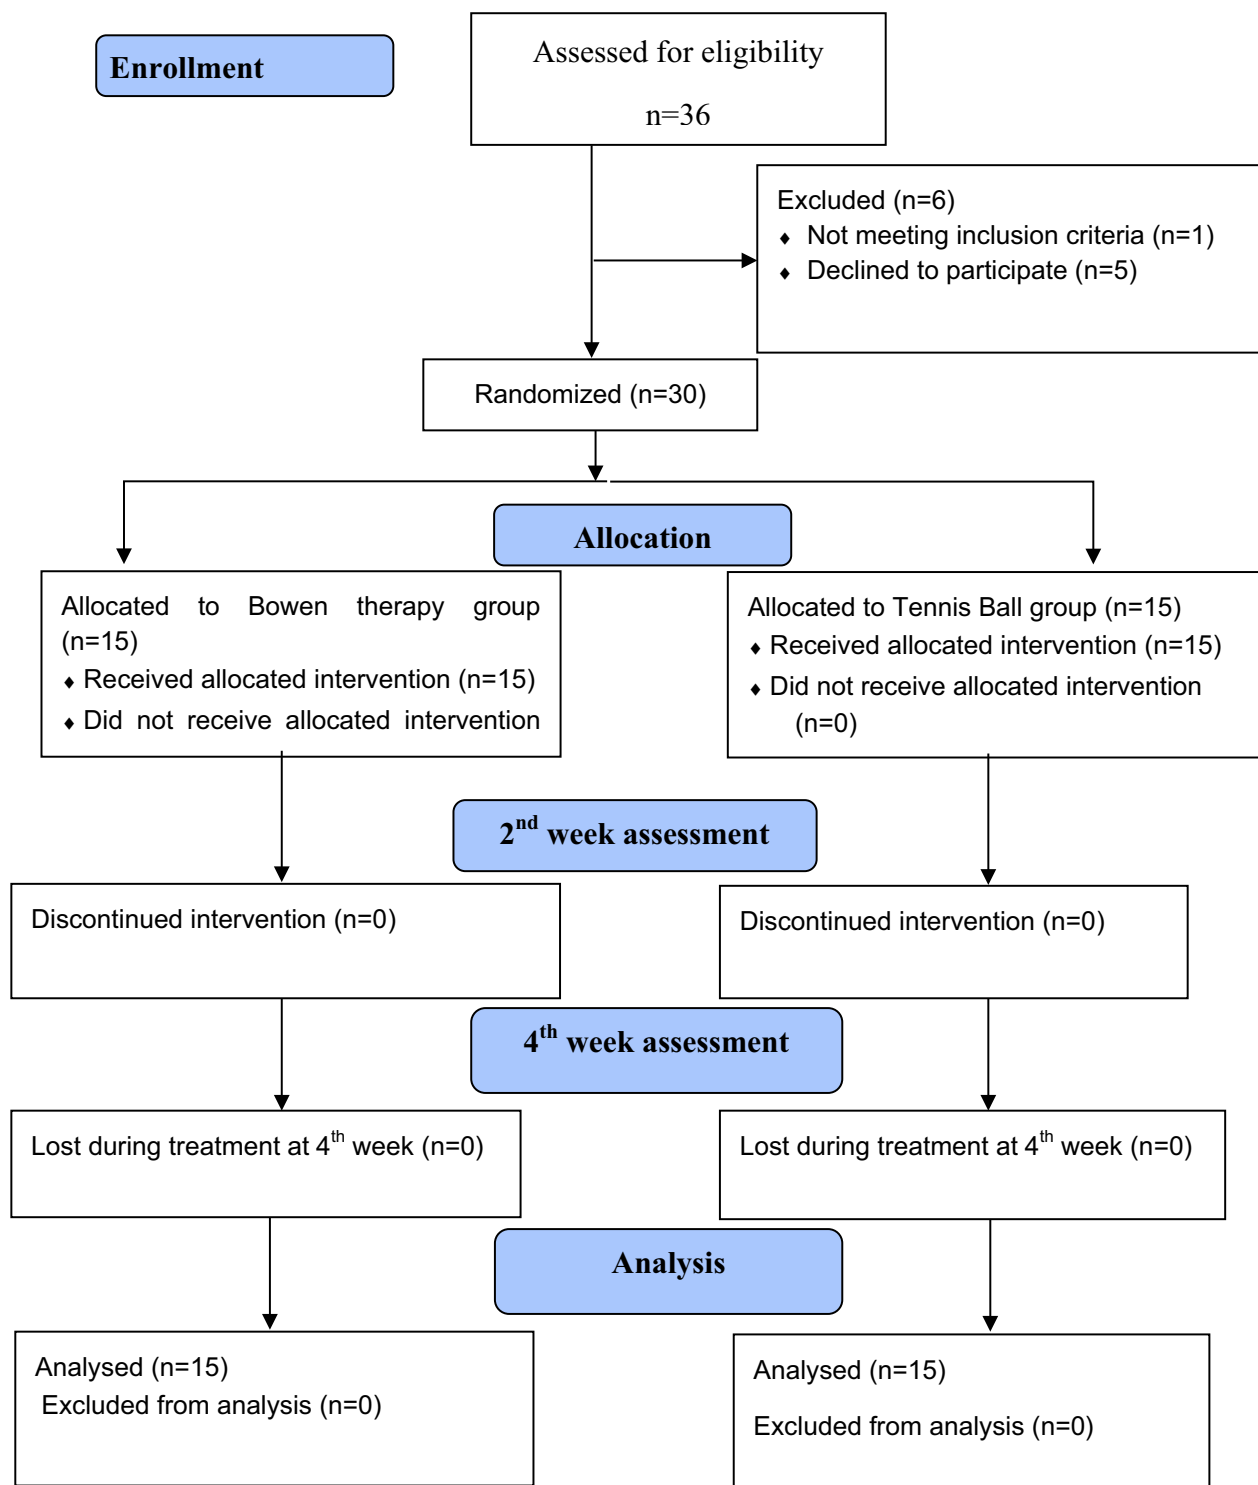 Enrollment
Assessed for eligibility
n=36
Excluded (n=6)
♦ Not meeting inclusion criteria (n=1)
♦ Declined to participate (n=5)
Randomized (n=30)
Allocation
Allocated to Bowen therapy group
(n=15)
♦ Received allocated intervention (n=15)
♦ Did not receive allocated intervention
Allocated to Tennis Ball group (n=15)
♦ Received allocated intervention (n=15)
♦ Did not receive allocated intervention
(n=0)
2nd week assessment
Discontinued intervention (n=0)
Discontinued intervention (n=0)
4th week assessment
Lost during treatment at 4th week (n=0)
Lost during treatment at 4th week (n=0)
Analysis
Analysed (n=15)
Excluded from analysis (n=0)
Analysed (n=15)
Excluded from analysis (n=0)